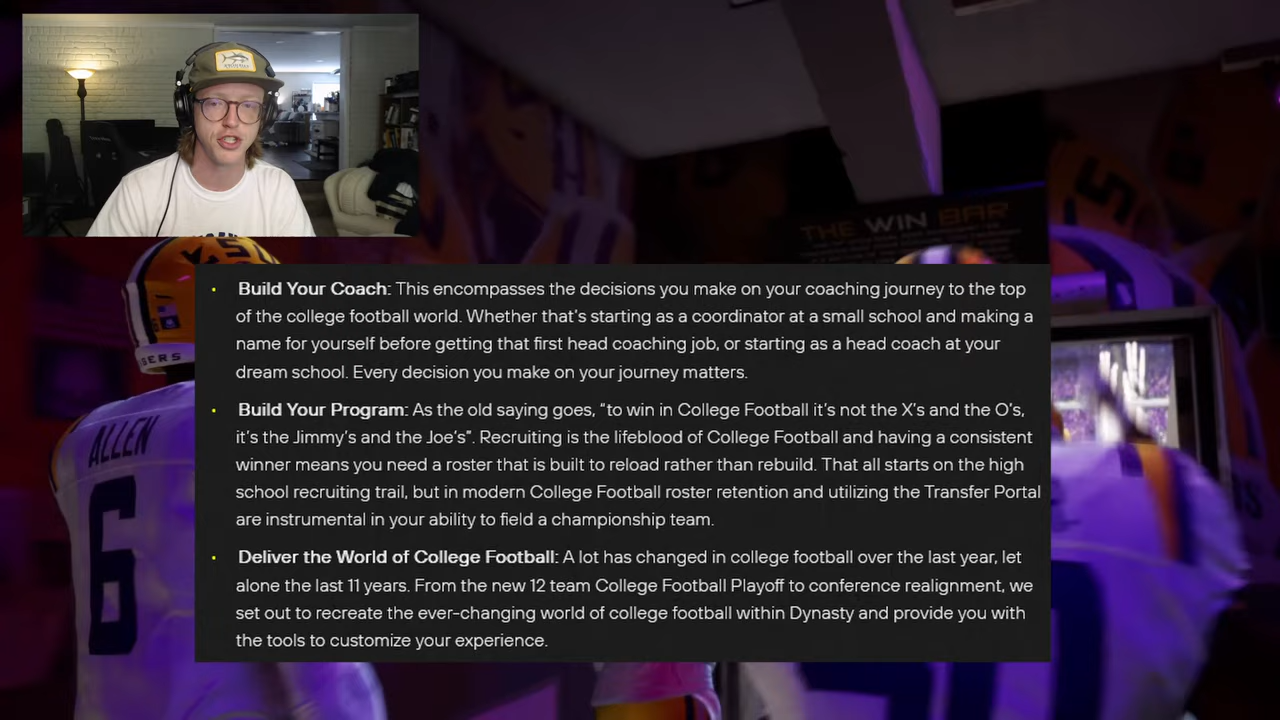 THE WIN BAR
Build Your Coach: This encompasses the decisions you make on your coaching journey to the top
of the college football world. Whether that's starting as a coordinator at a small school and making a
name for yourself before getting that first head coaching job, or starting as a head coach at your
dream school. Every decision you make on your journey matters.
Build Your Program: As the old saying goes, "to win in College Football it's not the X's and the O's,
it's the Jimmy's and the Joe's". Recruiting is the lifeblood of College Football and having a consistent
winner means you need a roster that is built to reload rather than rebuild. That all starts on the high
school recruiting trail, but in modern College Football roster retention and utilizing the Transfer Portal
are instrumental in your ability to field a championship team.
Deliver the World of College Football: A lot has changed in college football over the last year, let
alone the last 11 years. From the new 12 team College Football Playoff to conference realignment, we
set out to recreate the ever-changing world of college football within Dynasty and provide you with
the tools to customize your experience.
ALLEN
6
5